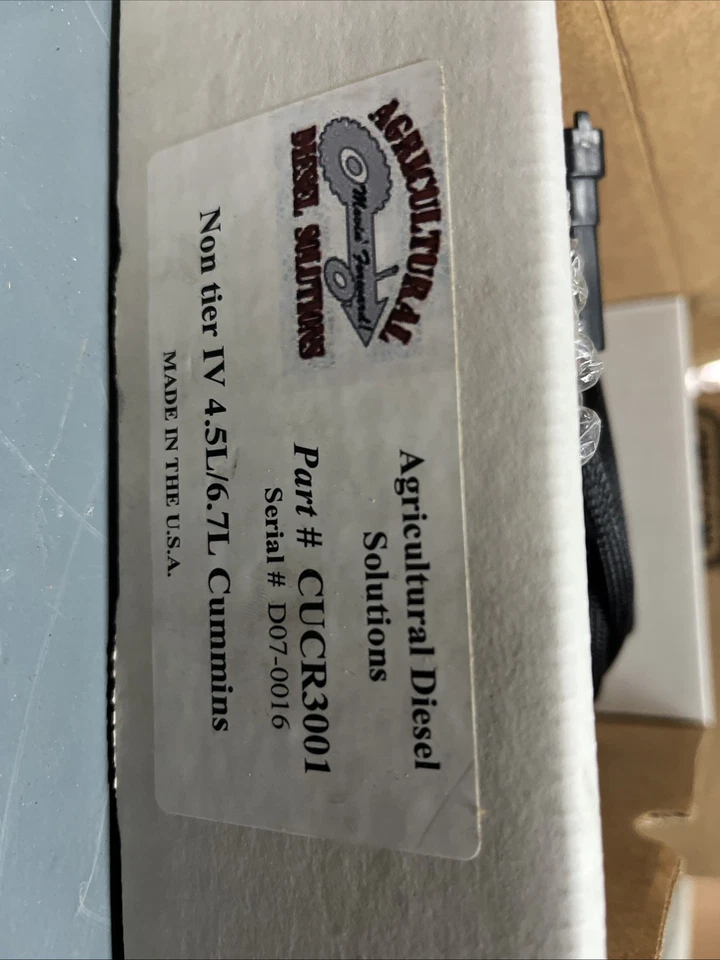 AGRICULTURAL
Movin' Forward!
DIESEL SOLUTIONS
Agricultural Diesel
Solutions
Part # CUCR3001
Serial # D07-0016
Non tier IV 4.5L/6.7L Cummins
MADE IN THE U.S.A.